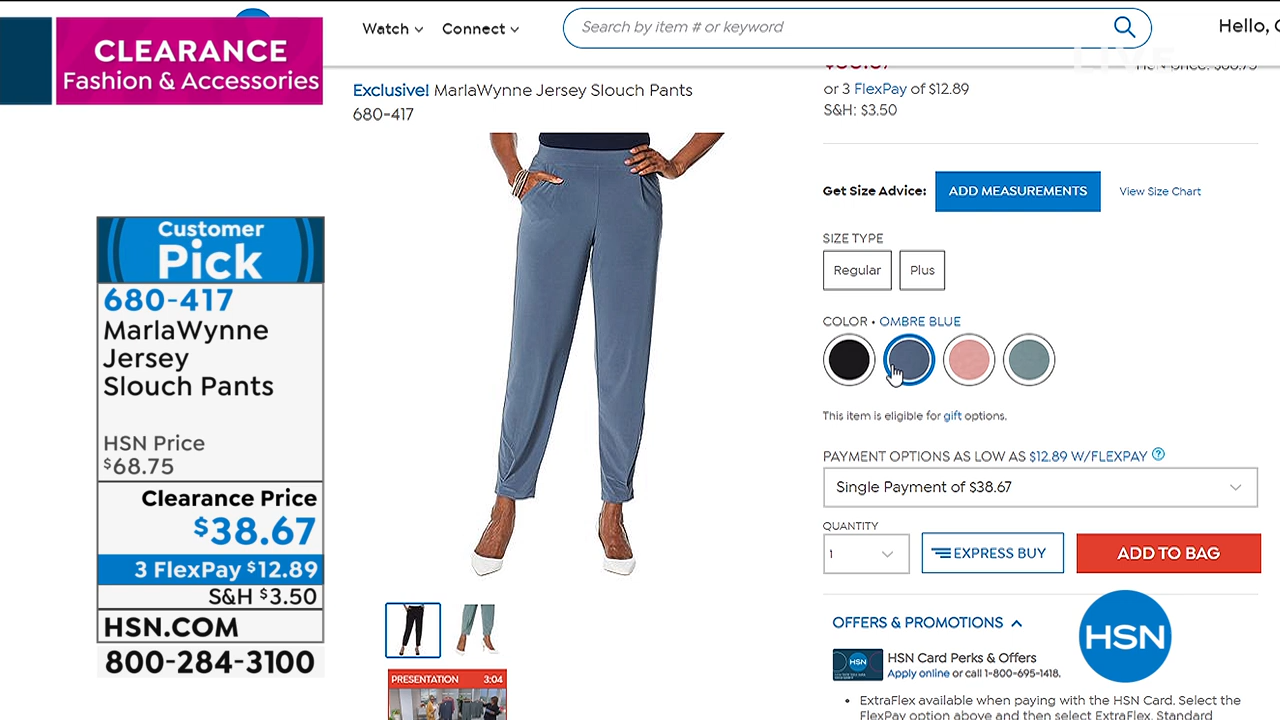 CLEARANCE
Fashion & Accessories
Watch
Connect
Search by item # or keyword
Hello,
LIVE
Exclusive! MarlaWynne Jersey Slouch Pants
680-417
or 3 FlexPay of $12.89
S&H: $3.50
Get Size Advice:
ADD MEASUREMENTS
View Size Chart
SIZE TYPE
Regular
Plus
COLOR • OMBRE BLUE
This item is eligible for gift options.
PAYMENT OPTIONS AS LOW AS $12.89 W/FLEXPAY ?
Single Payment of $38.67
QUANTITY
1
EXPRESS BUY
ADD TO BAG
OFFERS & PROMOTIONS
HSN
HSN
HSN Card Perks & Offers
Apply online or call 1-800-695-1418.
• ExtraFlex available when paying with the HSN Card. Select the
FlexPay option above and then select ExtraFlex. Standard
Customer
Pick
680-417
MarlaWynne
Jersey
Slouch Pants
HSN Price
$68.75
Clearance Price
$38.67
3 FlexPay $12.89
S&H $3.50
HSN.COM
800-284-3100
PRESENTATION 3:04